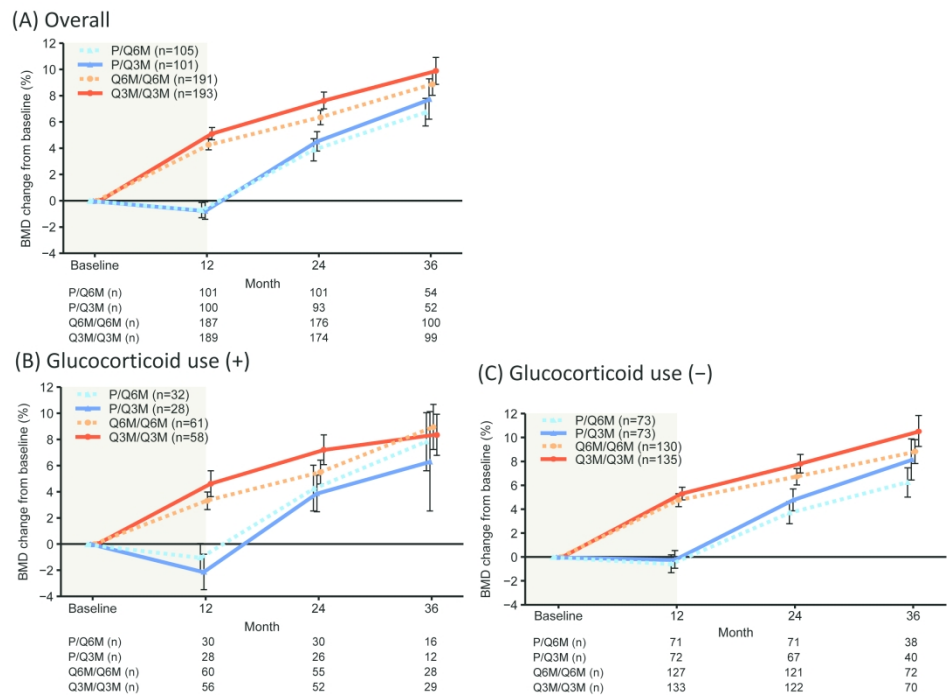 (A) Overall
BMD change from baseline (%)
12
10
8
6
4
2
0
−2
−4
P/Q6M (n=105)
P/Q3M (n=101)
Q6M/Q6M (n=191)
Q3M/Q3M (n=193)
Baseline 12 24 36
Month
P/Q6M (n) 101 101 54
P/Q3M (n) 100 93 52
Q6M/Q6M (n) 187 176 100
Q3M/Q3M (n) 189 174 99
(B) Glucocorticoid use (+)
BMD change from baseline (%)
12
10
8
6
4
2
0
−2
−4
P/Q6M (n=32)
P/Q3M (n=28)
Q6M/Q6M (n=61)
Q3M/Q3M (n=58)
Baseline 12 24 36
Month
P/Q6M (n) 30 30 16
P/Q3M (n) 28 26 12
Q6M/Q6M (n) 60 55 28
Q3M/Q3M (n) 56 52 29
(C) Glucocorticoid use (−)
BMD change from baseline (%)
12
10
8
6
4
2
0
−2
−4
P/Q6M (n=73)
P/Q3M (n=73)
Q6M/Q6M (n=130)
Q3M/Q3M (n=135)
Baseline 12 24 36
Month
P/Q6M (n) 71 71 38
P/Q3M (n) 72 67 40
Q6M/Q6M (n) 127 121 72
Q3M/Q3M (n) 133 122 70